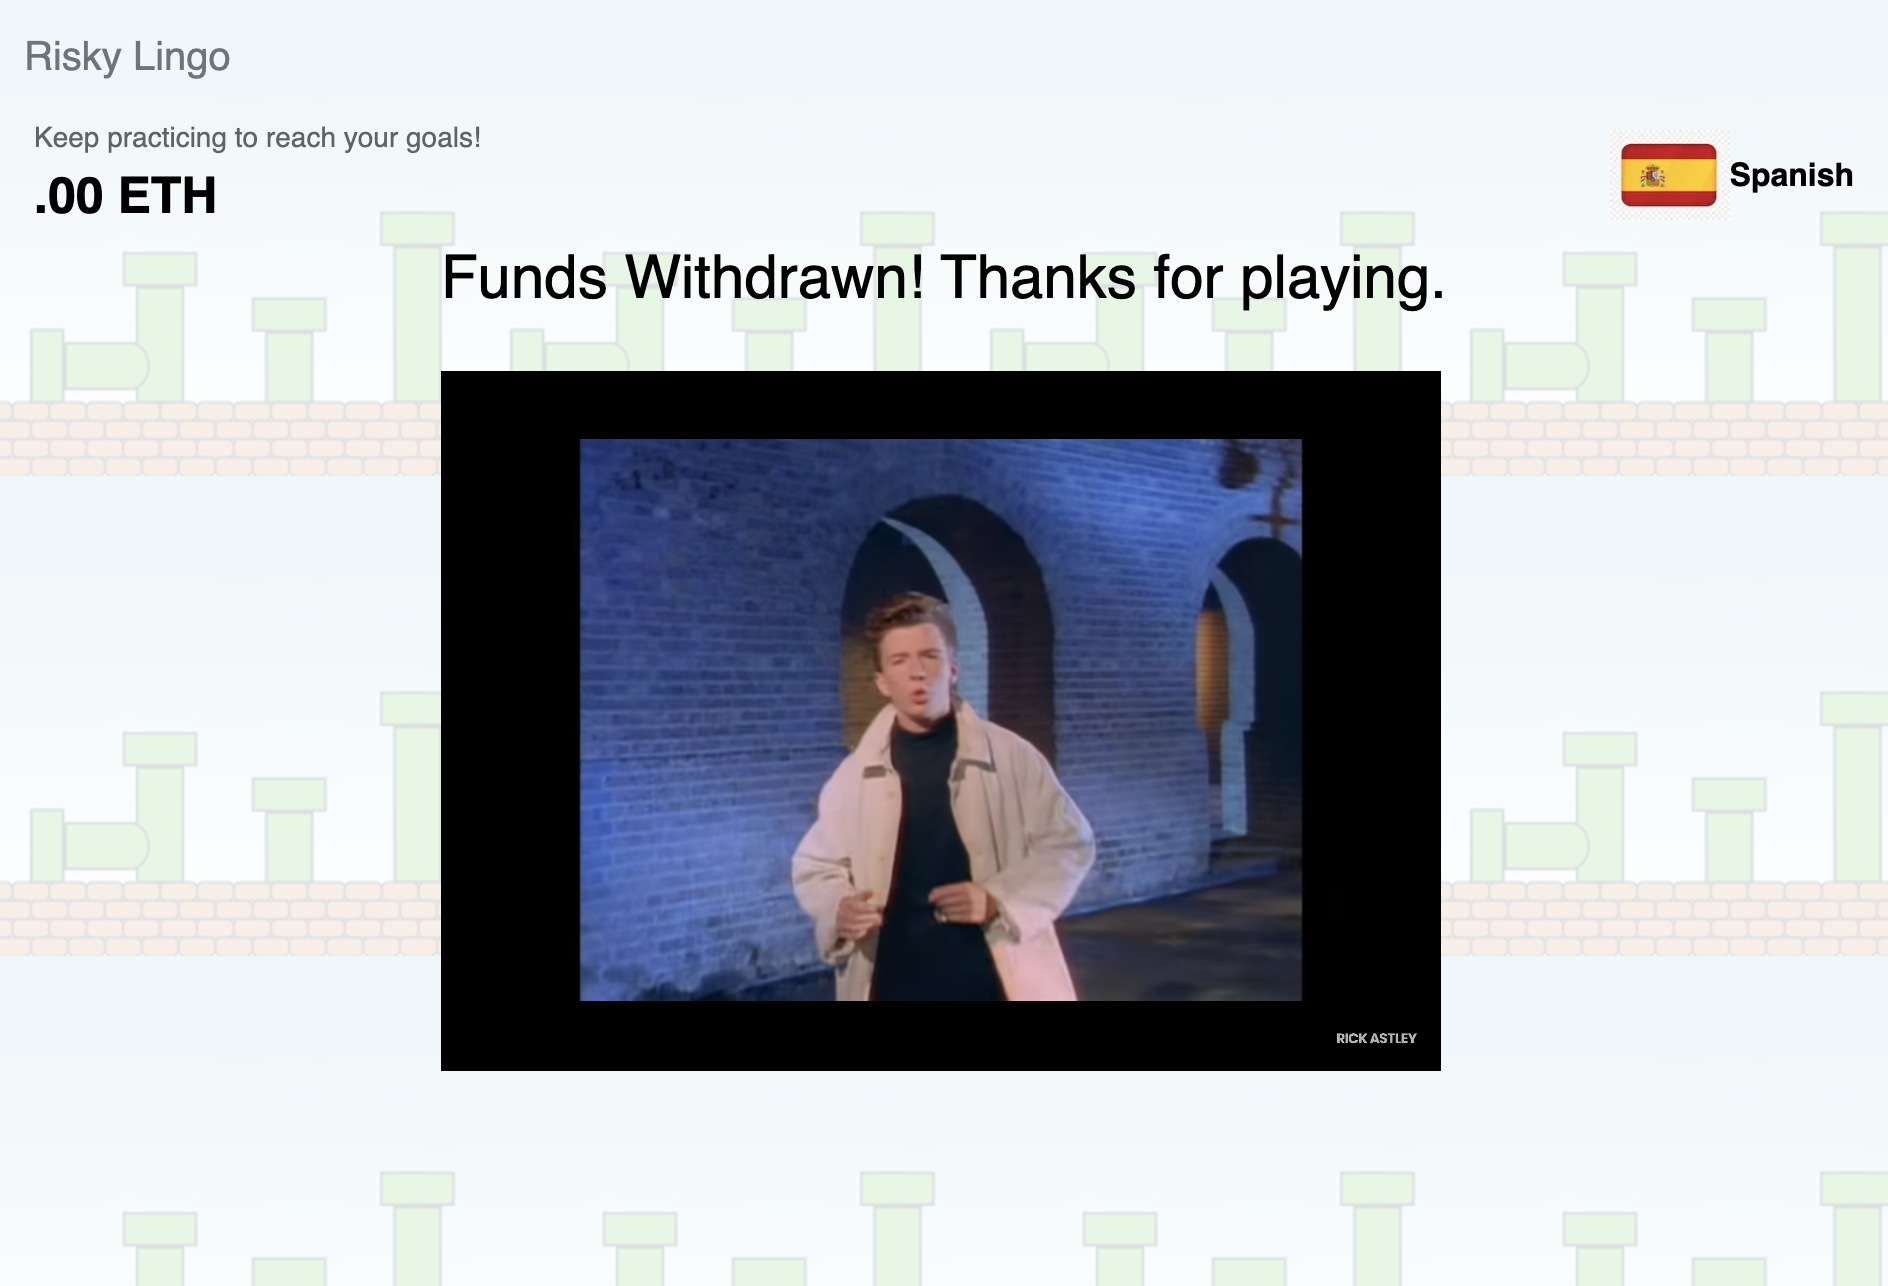 Risky Lingo
Keep practicing to reach your goals!
.00 ETH
Spanish
Funds Withdrawn! Thanks for playing.
RICK ASTLEY